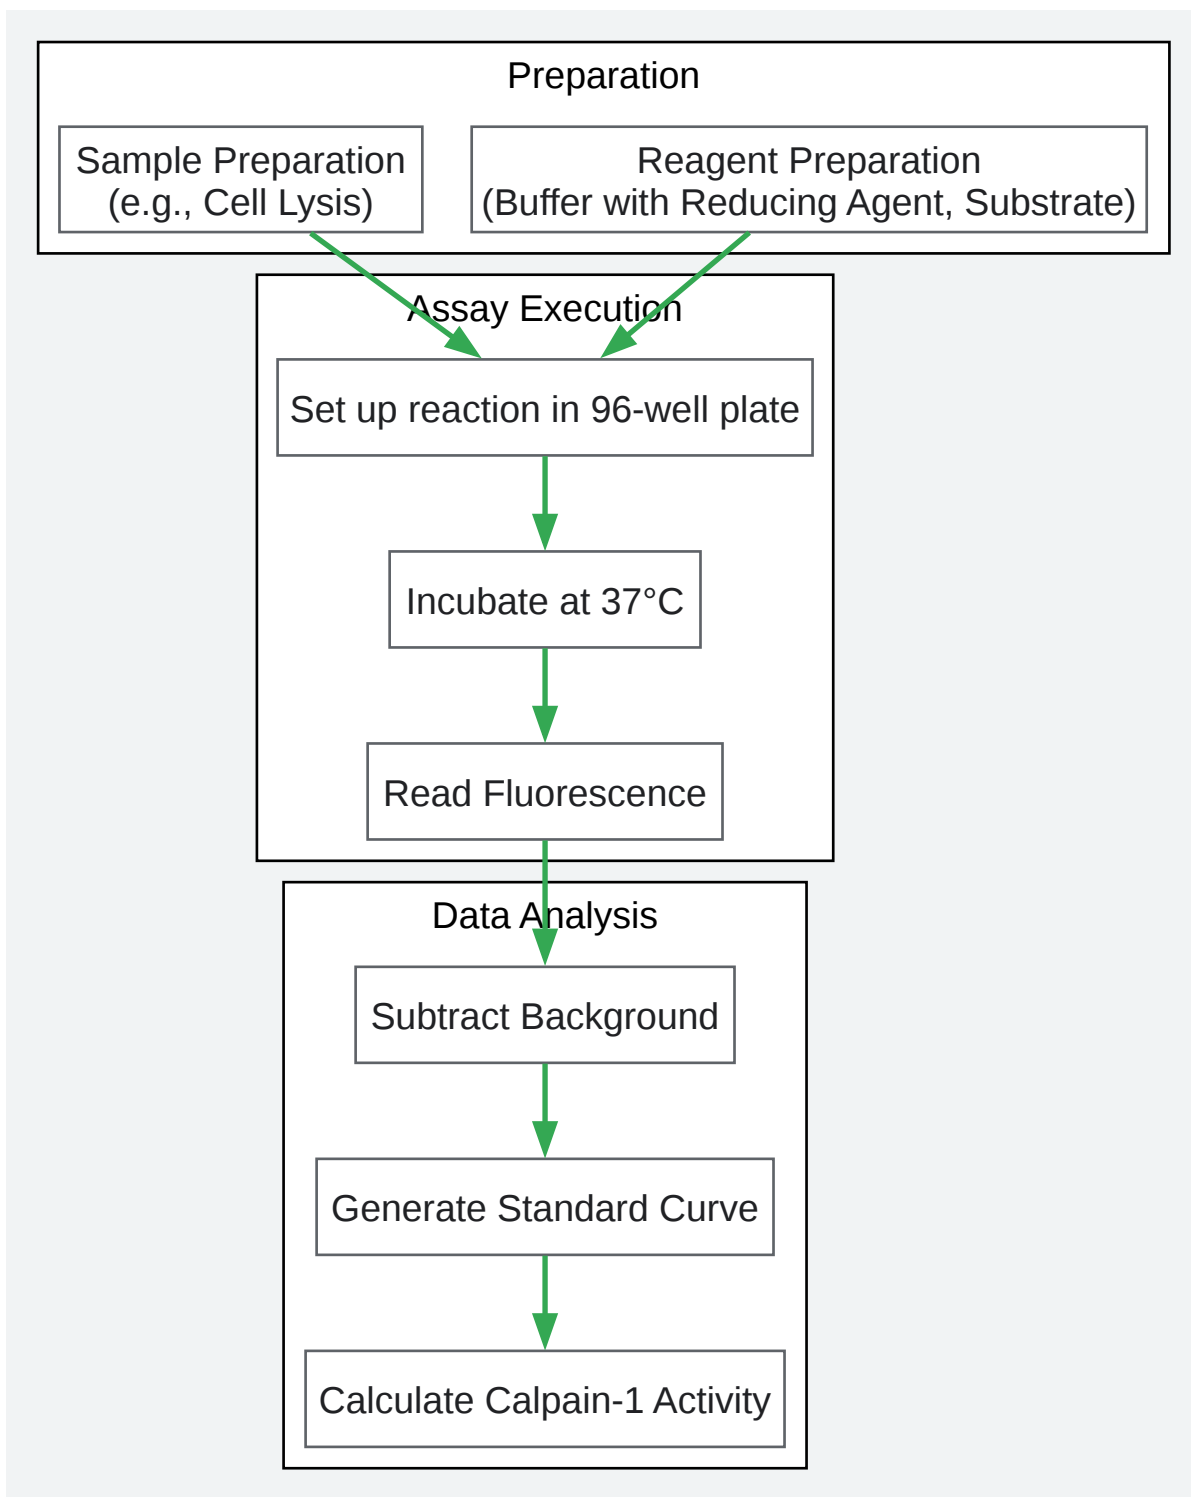 Preparation
Sample Preparation
(e.g., Cell Lysis)
Reagent Preparation
(Buffer with Reducing Agent, Substrate)
Assay Execution
Set up reaction in 96-well plate
Incubate at 37°C
Read Fluorescence
Data Analysis
Subtract Background
Generate Standard Curve
Calculate Calpain-1 Activity